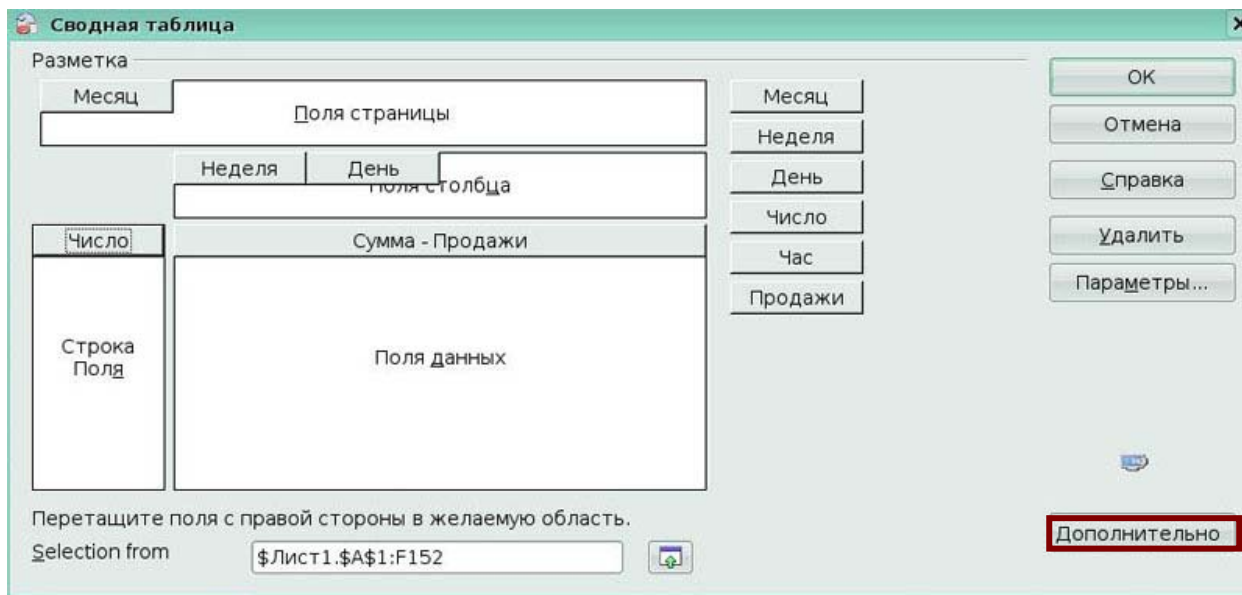 Сводная таблица
Разметка
Месяц
Поля страницы
Неделя
День
Поля столбца
Число
Сумма - Продажи
Строка
Поля
Поля данных
Месяц
Неделя
День
Число
Час
Продажи
ОК
Отмена
Справка
Удалить
Параметры...
Дополнительно
Перетащите поля с правой стороны в желаемую область.
Selection from
$Лист1.$A$1:F152